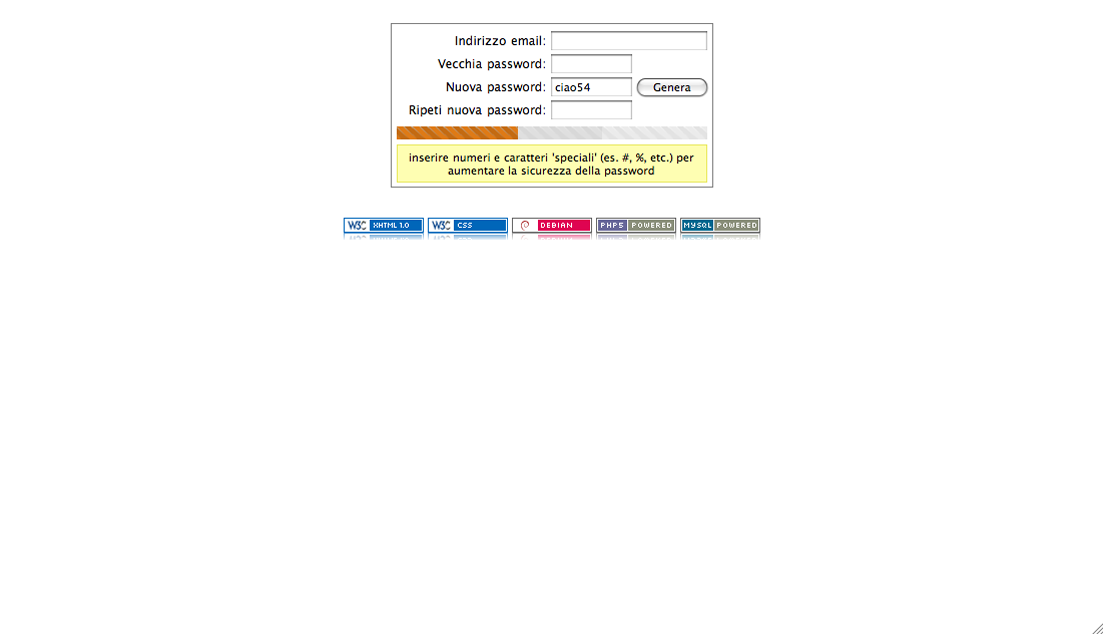 Indirizzo email:
Vecchia password:
Nuova password: ciao54 Genera
Ripeti nuova password:
inserire numeri e caratteri 'speciali' (es. #, %, etc.) per
aumentare la sicurezza della password
W3C XHTML 1.0 W3C CSS DEBIAN PHP5 POWERED MYSQL POWERED